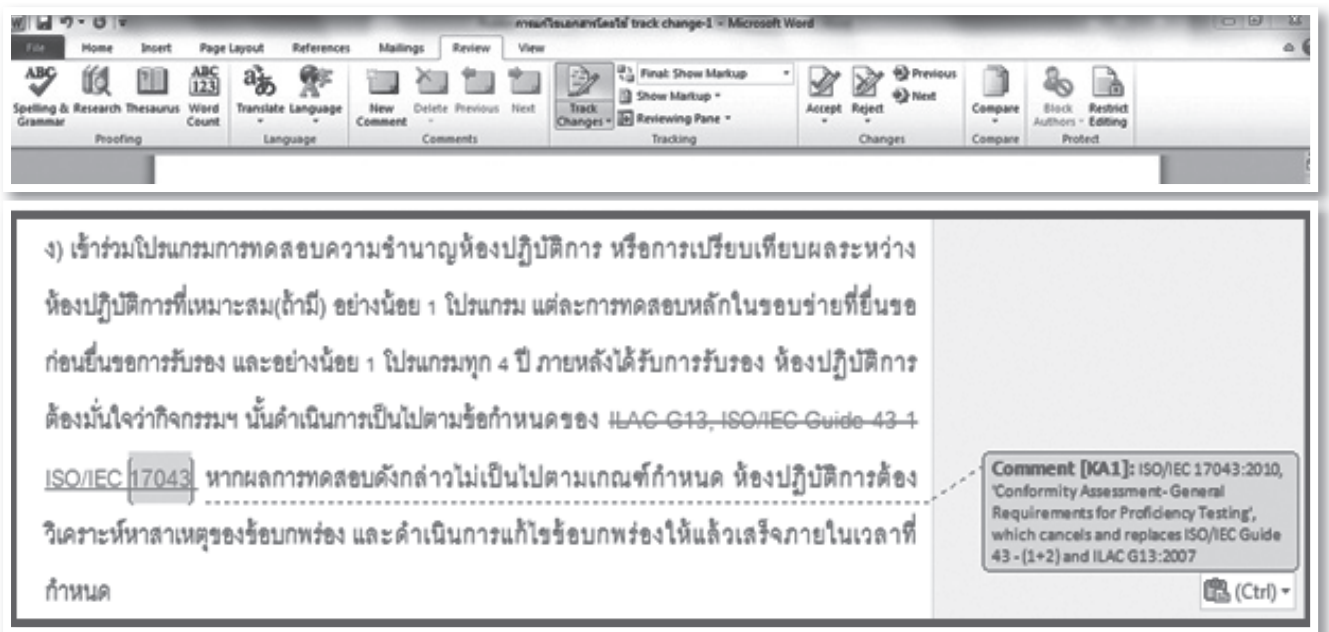 การแก้ไขเอกสารโดยใช้ track change-1 - Microsoft Word
File Home Insert Page Layout References Mailings Review View
ABC ABC 123
Spelling & Grammar Research Thesaurus Word Count Translate Language New Comment Delete Previous Next Track Changes Final: Show Markup Show Markup Reviewing Pane Accept Reject Previous Next Compare Block Authors Restrict Editing
Proofing Language Comments Tracking Changes Compare Protect
ง) เข้าร่วมโปรแกรมการทดสอบความชำนาญห้องปฏิบัติการ หรือการเปรียบเทียบผลระหว่าง
ห้องปฏิบัติการที่เหมาะสม(ถ้ามี) อย่างน้อย 1 โปรแกรม แต่ละการทดสอบหลักในขอบข่ายที่ยื่นขอ
ก่อนยื่นขอการรับรอง และอย่างน้อย 1 โปรแกรมทุก 4 ปี ภายหลังได้รับการรับรอง ห้องปฏิบัติการ
ต้องมั่นใจว่ากิจกรรมฯ นั้นดำเนินการเป็นไปตามข้อกำหนดของ ILAC G13, ISO/IEC Guide 43-1
ISO/IEC 17043 หากผลการทดสอบดังกล่าวไม่เป็นไปตามเกณฑ์กำหนด ห้องปฏิบัติการต้อง
วิเคราะห์หาสาเหตุของข้อบกพร่อง และดำเนินการแก้ไขข้อบกพร่องให้แล้วเสร็จภายในเวลาที่
กำหนด
Comment [KA1]: ISO/IEC 17043:2010,
'Conformity Assessment- General
Requirements for Proficiency Testing',
which cancels and replaces ISO/IEC Guide
43 - (1+2) and ILAC G13:2007
(Ctrl)